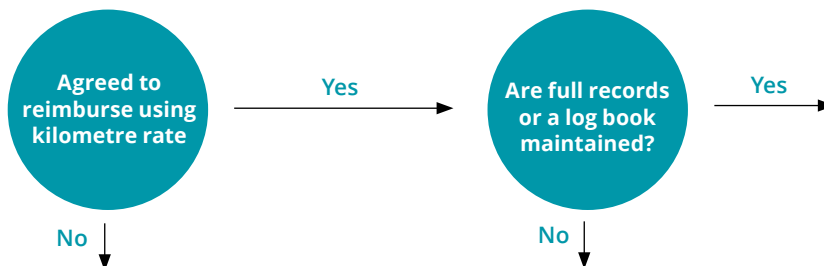 Agreed to
reimburse using
kilometre rate
Yes
Are full records
or a log book
maintained?
Yes
No
No